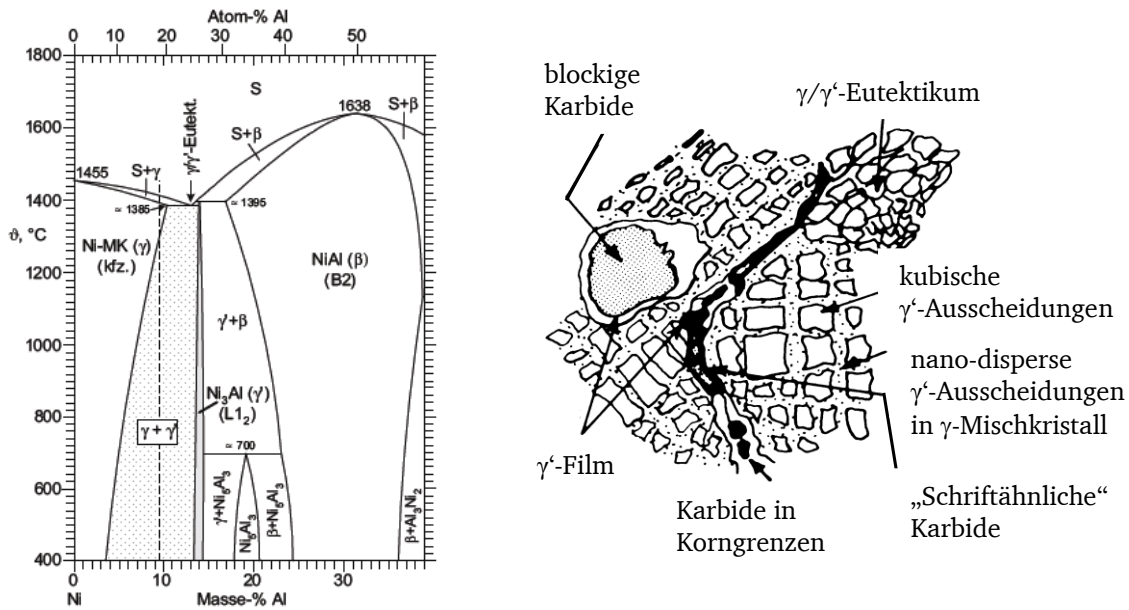 Atom-% Al
0 10 20 30 40 50
1800
1600
1400
1200
1000
800
600
400
ϑ, °C
S
1638
S+β
S+β
γ/γ'-Eutekt.
1455
S+γ
≃ 1385
≃ 1395
Ni-MK (γ)
(kfz.)
NiAl (β)
(B2)
γ'+β
Ni₃Al (γ')
(L1₂)
γ + γ'
≃ 700
γ'+Ni₅Al₃
Ni₅Al₃
β+Ni₅Al₃
β+Al₃Ni₂
0 10 20 30
Ni
Masse-% Al
blockige
Karbide
γ/γ‘-Eutektikum
kubische
γ‘-Ausscheidungen
nano-disperse
γ‘-Ausscheidungen
in γ-Mischkristall
γ‘-Film
Karbide in
Korngrenzen
„Schriftähnliche“
Karbide